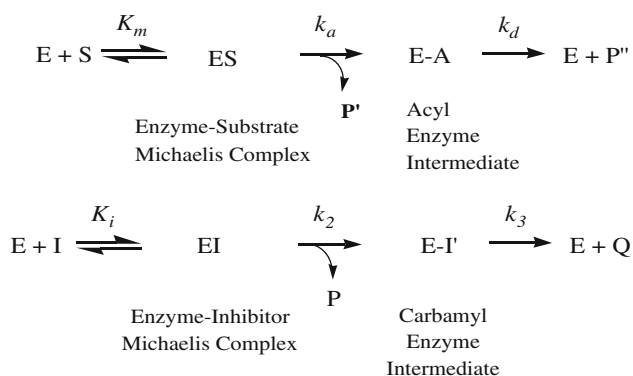 K_m k_a k_d
E + S ES E-A E + P"
P'
Enzyme-Substrate
Michaelis Complex
Acyl
Enzyme
Intermediate
K_i k_2 k_3
E + I EI E-I' E + Q
P
Enzyme-Inhibitor
Michaelis Complex
Carbamyl
Enzyme
Intermediate